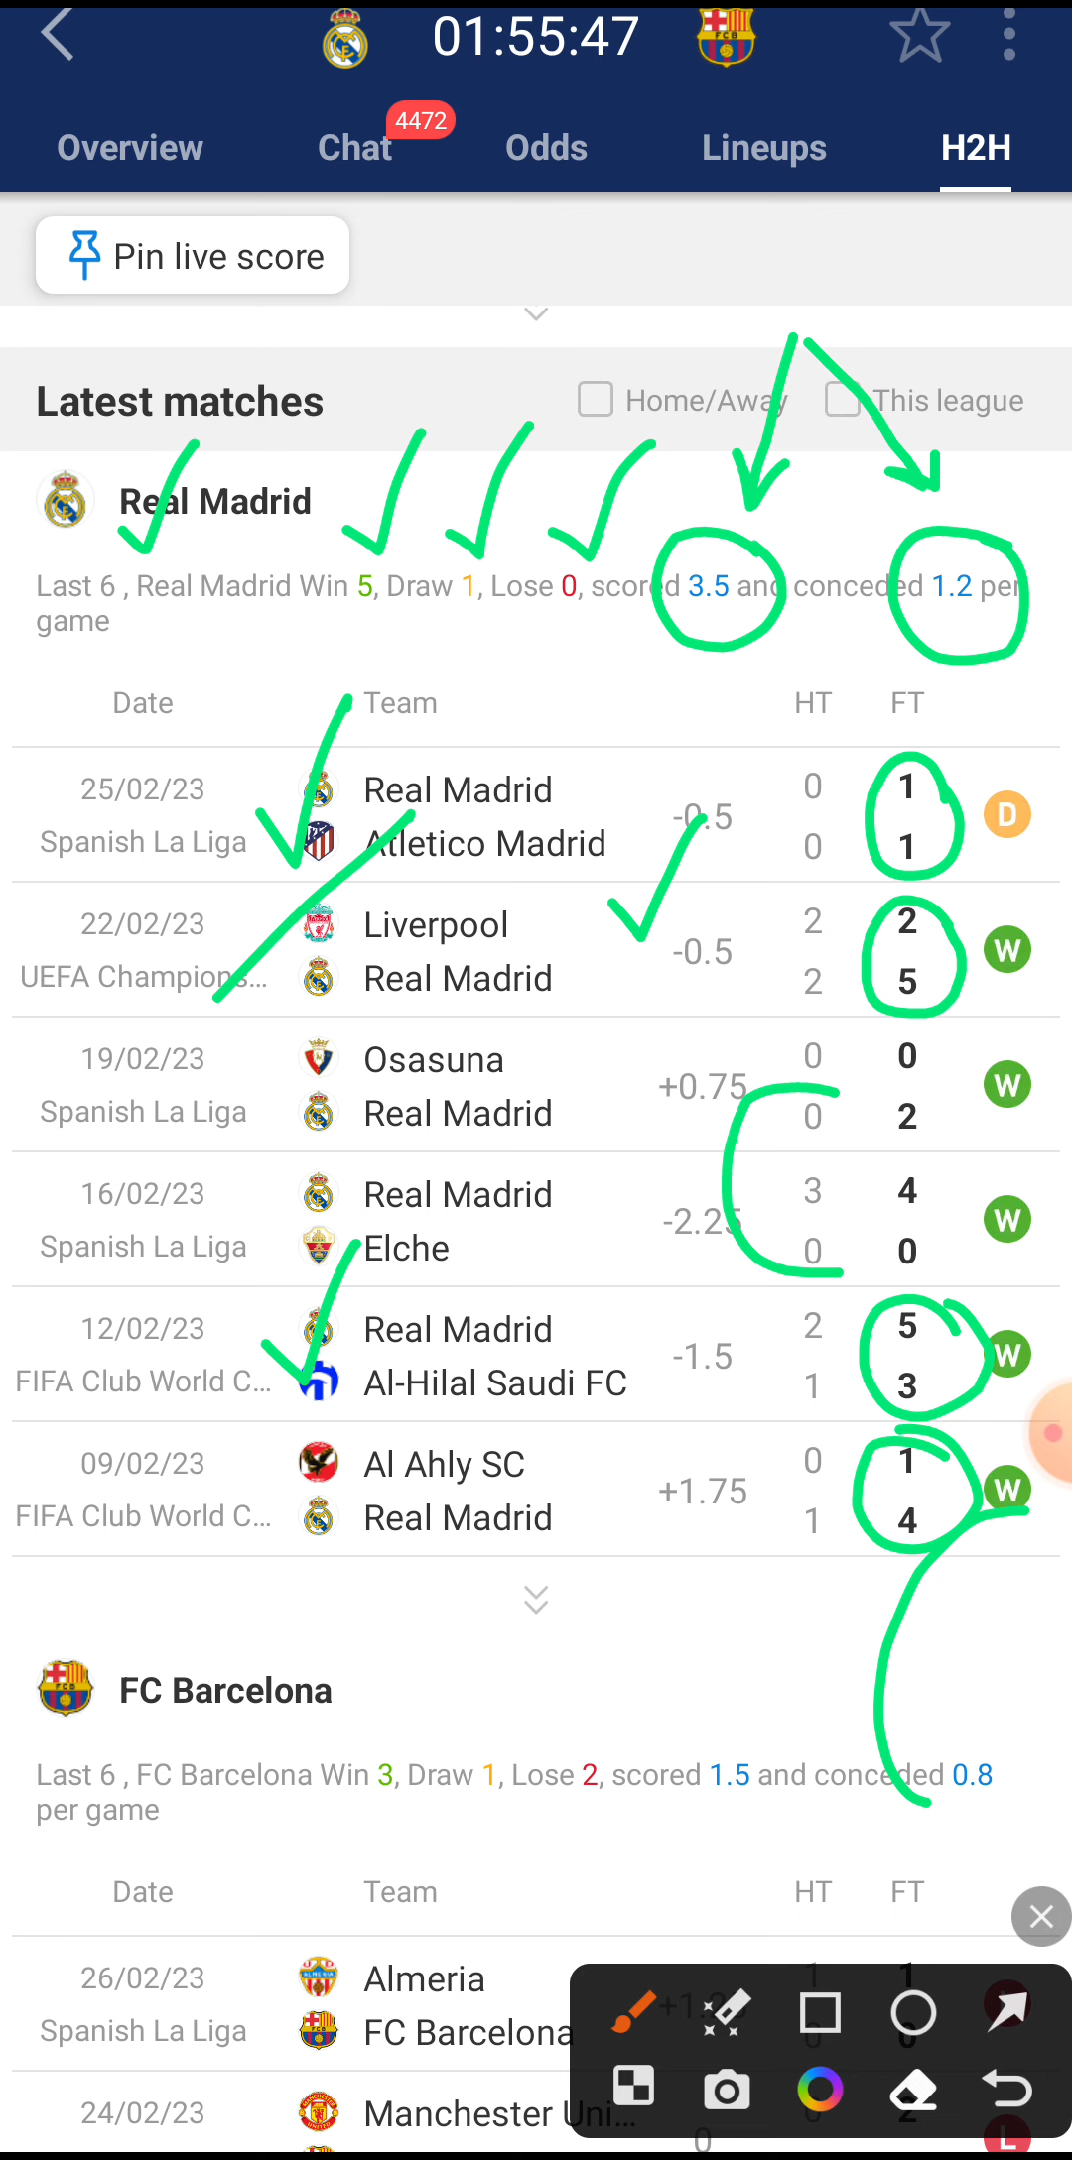 01:55:47
Overview Chat 4472 Odds Lineups H2H
Pin live score
Latest matches Home/Away This league
Real Madrid
Last 6 , Real Madrid Win 5, Draw 1, Lose 0, scored 3.5 and conceded 1.2 per
game
Date Team HT FT
25/02/23 Real Madrid 0 1
Spanish La Liga Atletico Madrid -0.5 0 1 D
22/02/23 Liverpool 2 2
UEFA Champions... Real Madrid -0.5 2 5 W
19/02/23 Osasuna 0 0
Spanish La Liga Real Madrid +0.75 0 2 W
16/02/23 Real Madrid 3 4
Spanish La Liga Elche -2.25 0 0 W
12/02/23 Real Madrid 2 5
FIFA Club World C... Al-Hilal Saudi FC -1.5 1 3 W
09/02/23 Al Ahly SC 0 1
FIFA Club World C... Real Madrid +1.75 1 4 W
FC Barcelona
Last 6 , FC Barcelona Win 3, Draw 1, Lose 2, scored 1.5 and conceded 0.8
per game
Date Team HT FT
26/02/23 Almeria 1 1
Spanish La Liga FC Barcelona 0 0
24/02/23 Manchester Uni... 0 2
0 L